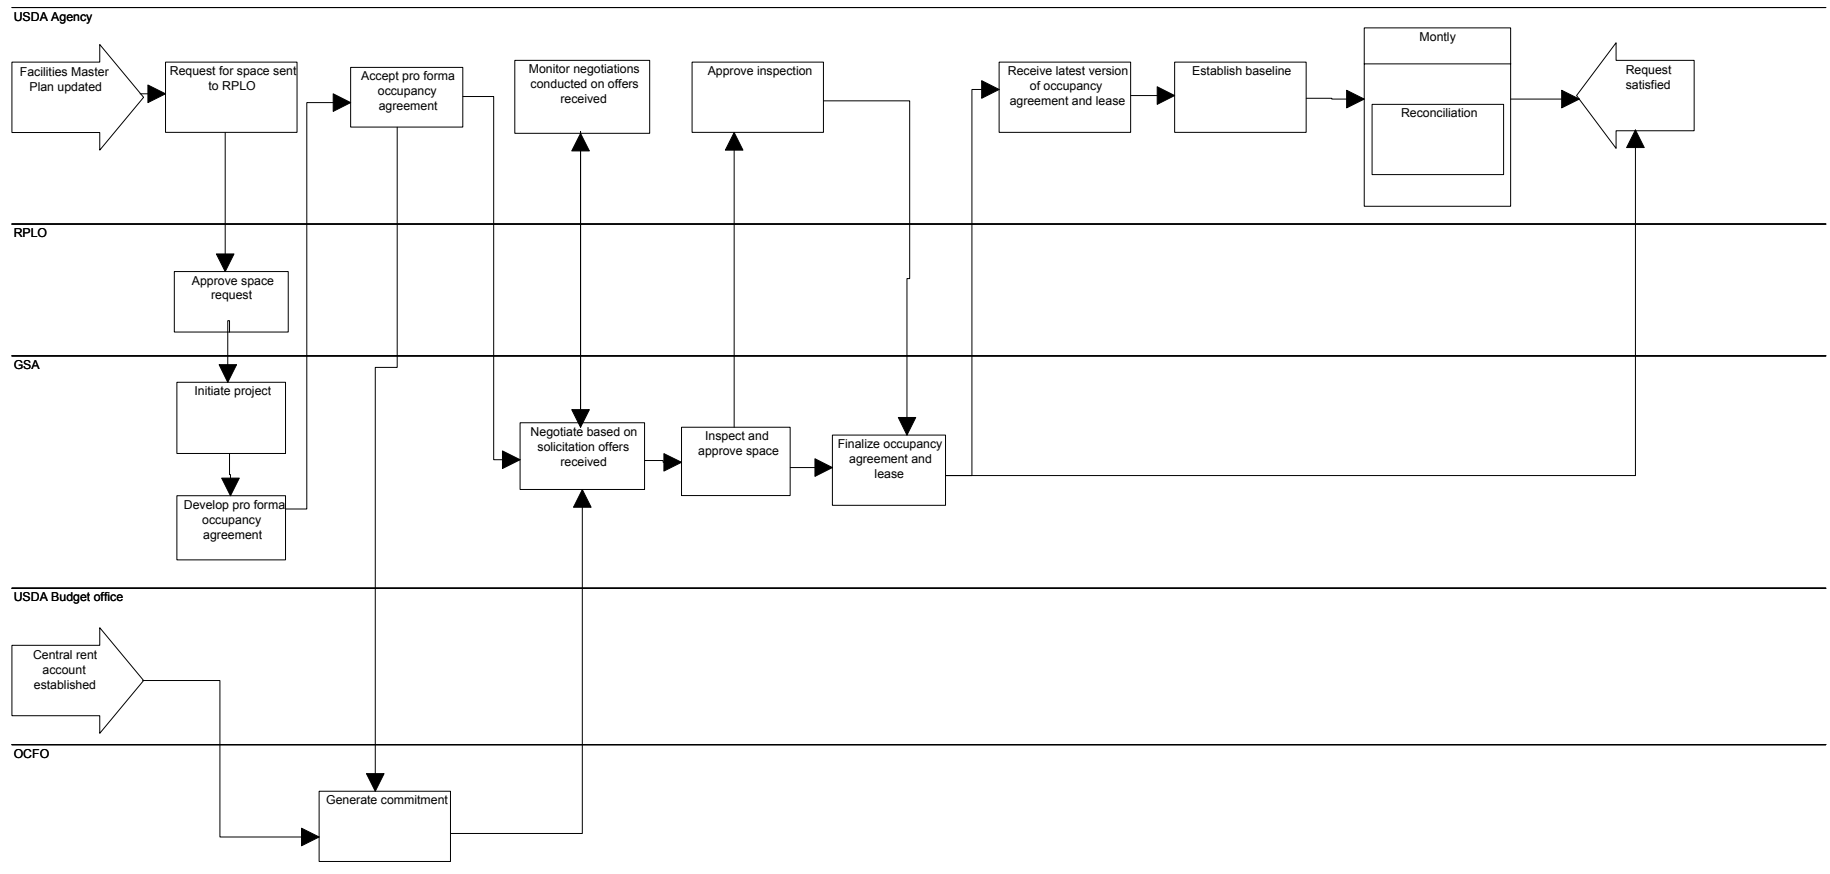 USDA Agency
Facilities Master
Plan updated
Request for space sent
to RPLO
Accept pro forma
occupancy
agreement
Monitor negotiations
conducted on offers
received
Approve inspection
Receive latest version
of occupancy
agreement and lease
Establish baseline
Montly
Reconciliation
Request
satisfied
RPLO
Approve space
request
GSA
Initiate project
Develop pro forma
occupancy
agreement
Negotiate based on
solicitation offers
received
Inspect and
approve space
Finalize occupancy
agreement and
lease
USDA Budget office
Central rent
account
established
OCFO
Generate commitment